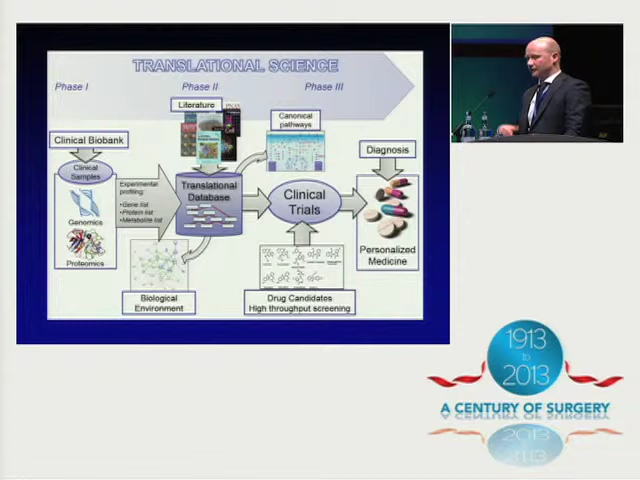 TRANSLATIONAL SCIENCE
Phase I
Phase II
Phase III
Literature
PNAS
Cell
Canonical
pathways
Clinical Biobank
Diagnosis
Clinical
Samples
Experimental
profiling:
•Gene list
•Protein list
•Metabolite list
Translational
Database
Clinical
Trials
Genomics
Proteomics
Personalized
Medicine
Biological
Environment
Drug Candidates
High throughput screening
1913
to
2013
A CENTURY OF SURGERY